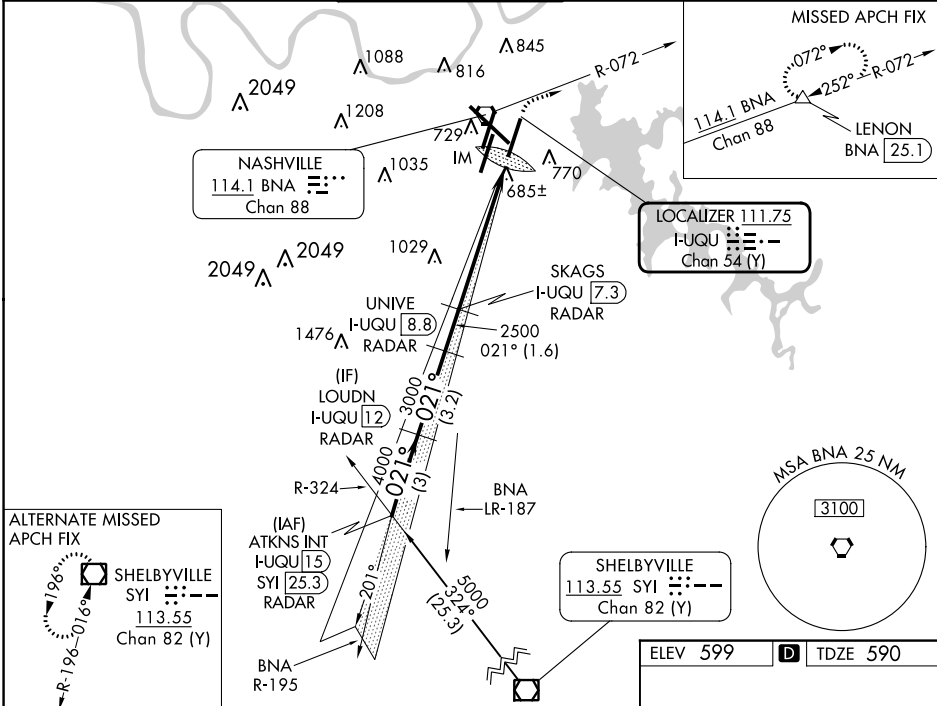 MISSED APCH FIX
072°
252°
R-072
114.1 BNA
Chan 88
LENON
BNA 25.1
1088
816
845
R-072
2049
1208
729
IM
1035
770
685±
NASHVILLE
114.1 BNA
Chan 88
LOCALIZER 111.75
I-UQU
Chan 54 (Y)
2049
2049
1029
SKAGS
I-UQU 7.3
RADAR
UNIVE
I-UQU 8.8
RADAR
2500
021° (1.6)
1476
(IF)
LOUDN
I-UQU 12
RADAR
3000
021°
(3.2)
4000
021°
(3)
R-324
BNA
LR-187
(IAF)
ATKNS INT
I-UQU 15
SYI 25.3
RADAR
201°
BNA
R-195
5000
324°
(25.3)
SHELBYVILLE
113.55 SYI
Chan 82 (Y)
MSA BNA 25 NM
3100
ALTERNATE MISSED
APCH FIX
196°
R-196
016°
SHELBYVILLE
SYI
113.55
Chan 82 (Y)
ELEV 599 D TDZE 590